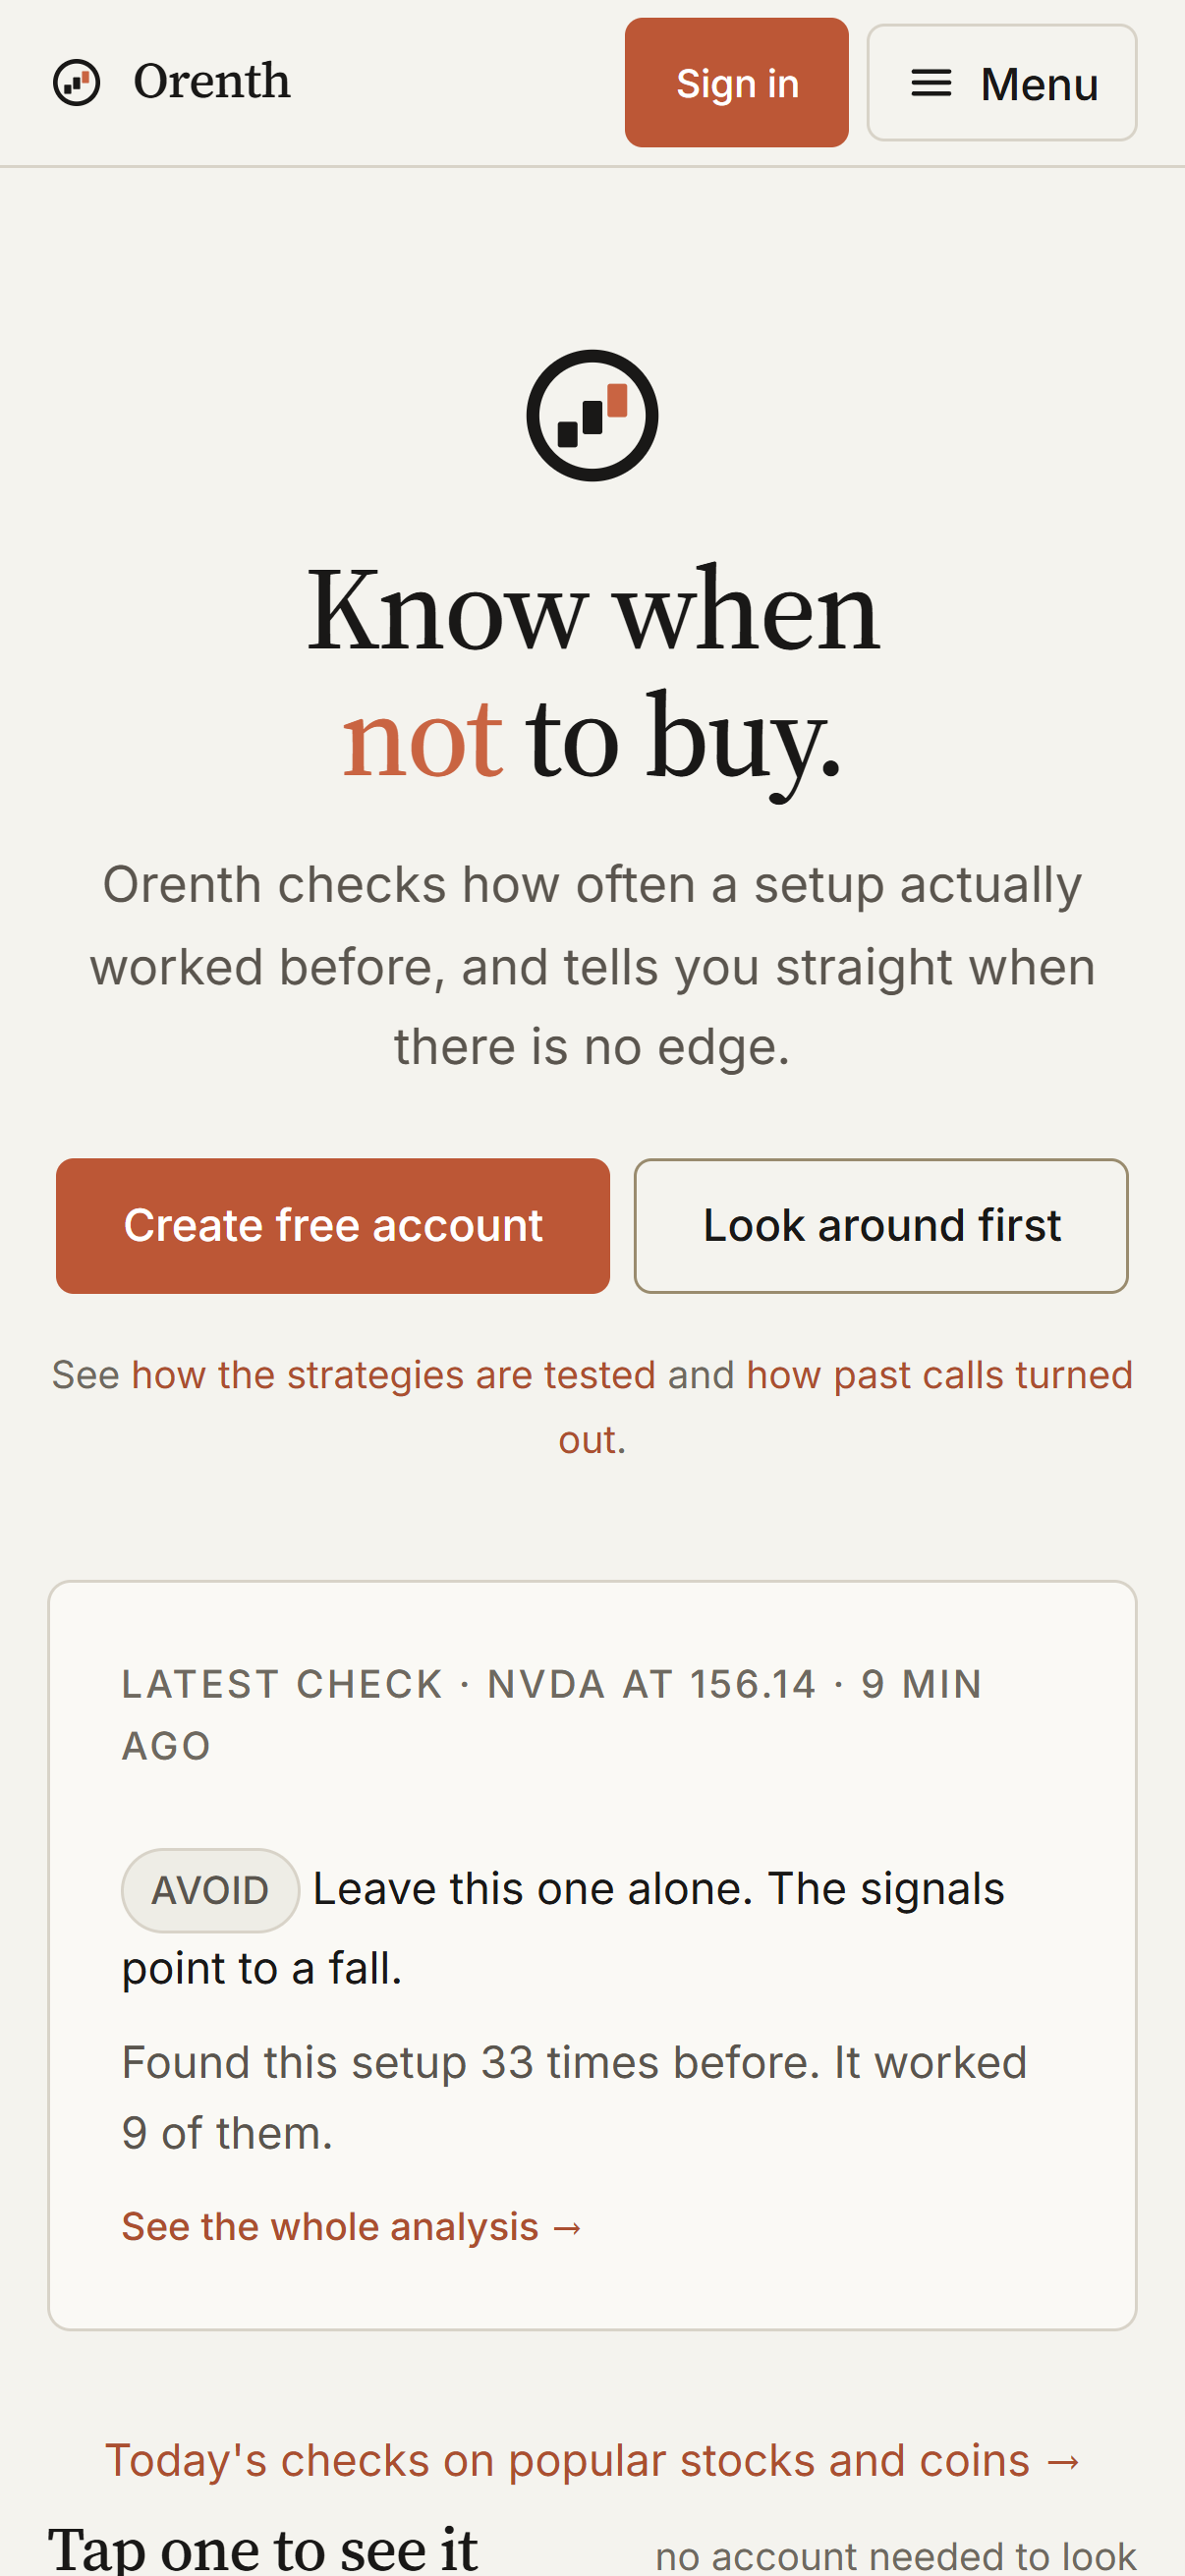 Orenth
Sign in
Menu
Know when
not to buy.
Orenth checks how often a setup actually
worked before, and tells you straight when
there is no edge.
Create free account
Look around first
See how the strategies are tested and how past calls turned
out.
LATEST CHECK · NVDA AT 156.14 · 9 MIN
AGO
AVOID Leave this one alone. The signals
point to a fall.
Found this setup 33 times before. It worked
9 of them.
See the whole analysis →
Today's checks on popular stocks and coins →
Tap one to see it
no account needed to look